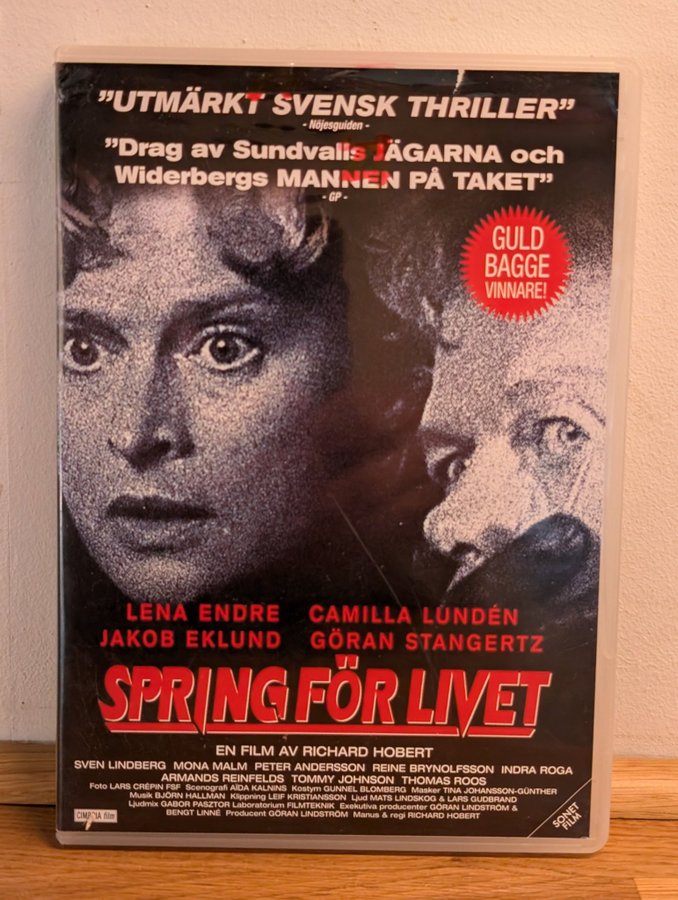 ”UTMÄRKT SVENSK THRILLER”
- Nöjesguiden -
”Drag av Sundvalls JÄGARNA och
Widerbergs MANNEN PÅ TAKET”
- GP -
GULD
BAGGE
VINNARE!
LENA ENDRE CAMILLA LUNDÉN
JAKOB EKLUND GÖRAN STANGERTZ
SPRING FÖR LIVET
EN FILM AV RICHARD HOBERT
SVEN LINDBERG MONA MALM PETER ANDERSSON REINE BRYNOLFSSON INDRA ROGA
ARMANDS REINFELDS TOMMY JOHNSON THOMAS ROOS
Foto LARS CRÉPIN FSF Scenografi AÏDA KALNINS Kostym GUNNEL BLOMBERG Masker TINA JOHANSSON-GÜNTHER
Musik BJÖRN HALLMAN Klippning LEIF KRISTIANSSON Ljud MATS LINDSKOG & LARS GUDBRAND
Ljudmix GABOR PASZTOR Laboratorium FILMTEKNIK Exekutiva producenter GÖRAN LINDSTRÖM &
BENGT LINNÉ Producent GÖRAN LINDSTRÖM Manus & regi RICHARD HOBERT
film
SONET
FILM